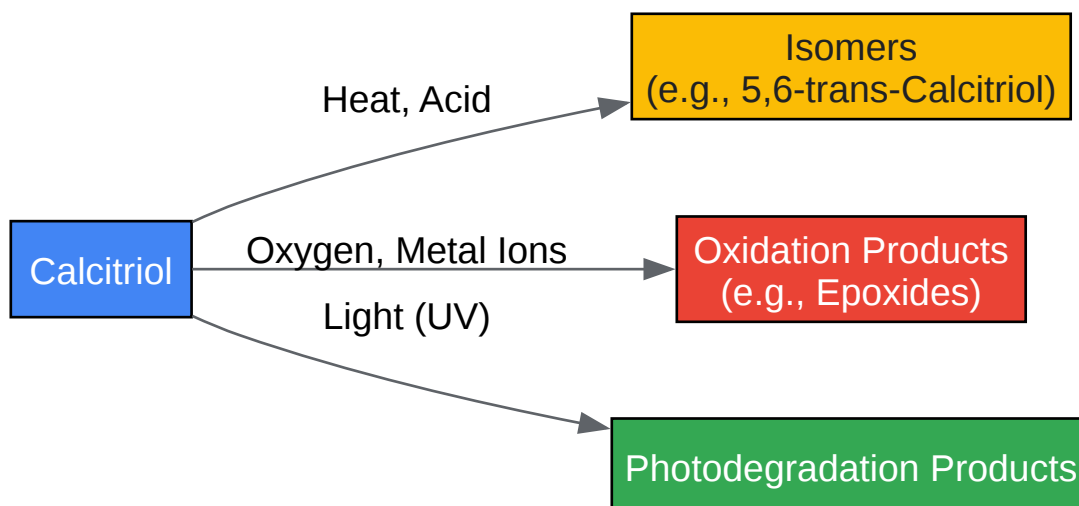 Isomers
(e.g., 5,6-trans-Calcitriol)
Heat, Acid
Calcitriol
Oxygen, Metal Ions
Oxidation Products
(e.g., Epoxides)
Light (UV)
Photodegradation Products